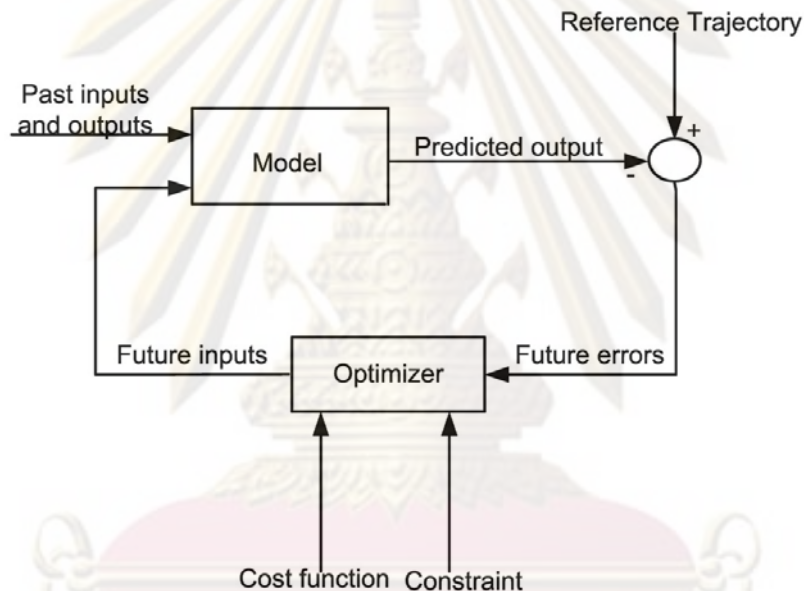 Reference Trajectory
Past inputs
and outputs
+
Model
Predicted output
-
Future inputs
Optimizer
Future errors
Cost function
Constraint